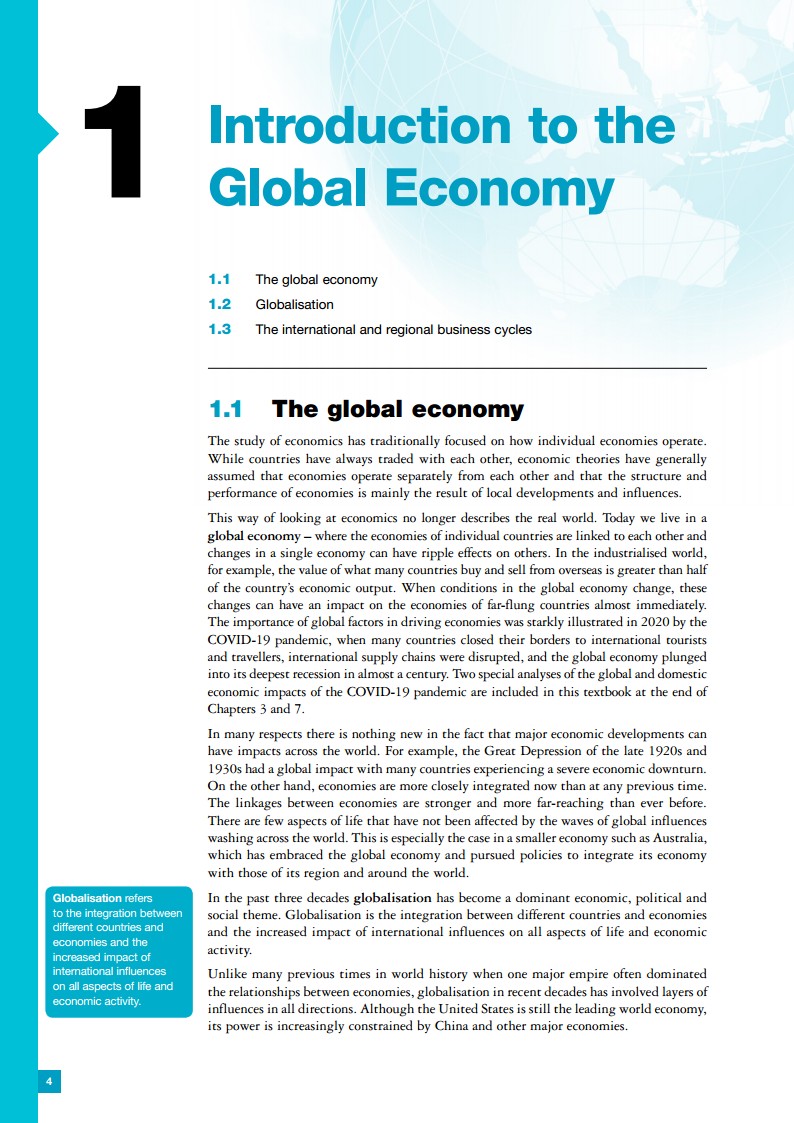 1
Introduction to the
Global Economy
1.1 The global economy
1.2 Globalisation
1.3 The international and regional business cycles
1.1 The global economy
The study of economics has traditionally focused on how individual economies operate.
While countries have always traded with each other, economic theories have generally
assumed that economies operate separately from each other and that the structure and
performance of economies is mainly the result of local developments and influences.
This way of looking at economics no longer describes the real world. Today we live in a
global economy – where the economies of individual countries are linked to each other and
changes in a single economy can have ripple effects on others. In the industrialised world,
for example, the value of what many countries buy and sell from overseas is greater than half
of the country's economic output. When conditions in the global economy change, these
changes can have an impact on the economies of far-flung countries almost immediately.
The importance of global factors in driving economies was starkly illustrated in 2020 by the
COVID-19 pandemic, when many countries closed their borders to international tourists
and travellers, international supply chains were disrupted, and the global economy plunged
into its deepest recession in almost a century. Two special analyses of the global and domestic
economic impacts of the COVID-19 pandemic are included in this textbook at the end of
Chapters 3 and 7.
In many respects there is nothing new in the fact that major economic developments can
have impacts across the world. For example, the Great Depression of the late 1920s and
1930s had a global impact with many countries experiencing a severe economic downturn.
On the other hand, economies are more closely integrated now than at any previous time.
The linkages between economies are stronger and more far-reaching than ever before.
There are few aspects of life that have not been affected by the waves of global influences
washing across the world. This is especially the case in a smaller economy such as Australia,
which has embraced the global economy and pursued policies to integrate its economy
with those of its region and around the world.
Globalisation refers
to the integration between
different countries and
economies and the
increased impact of
international influences
on all aspects of life and
economic activity.
In the past three decades globalisation has become a dominant economic, political and
social theme. Globalisation is the integration between different countries and economies
and the increased impact of international influences on all aspects of life and economic
activity.
Unlike many previous times in world history when one major empire often dominated
the relationships between economies, globalisation in recent decades has involved layers of
influences in all directions. Although the United States is still the leading world economy,
its power is increasingly constrained by China and other major economies.
4